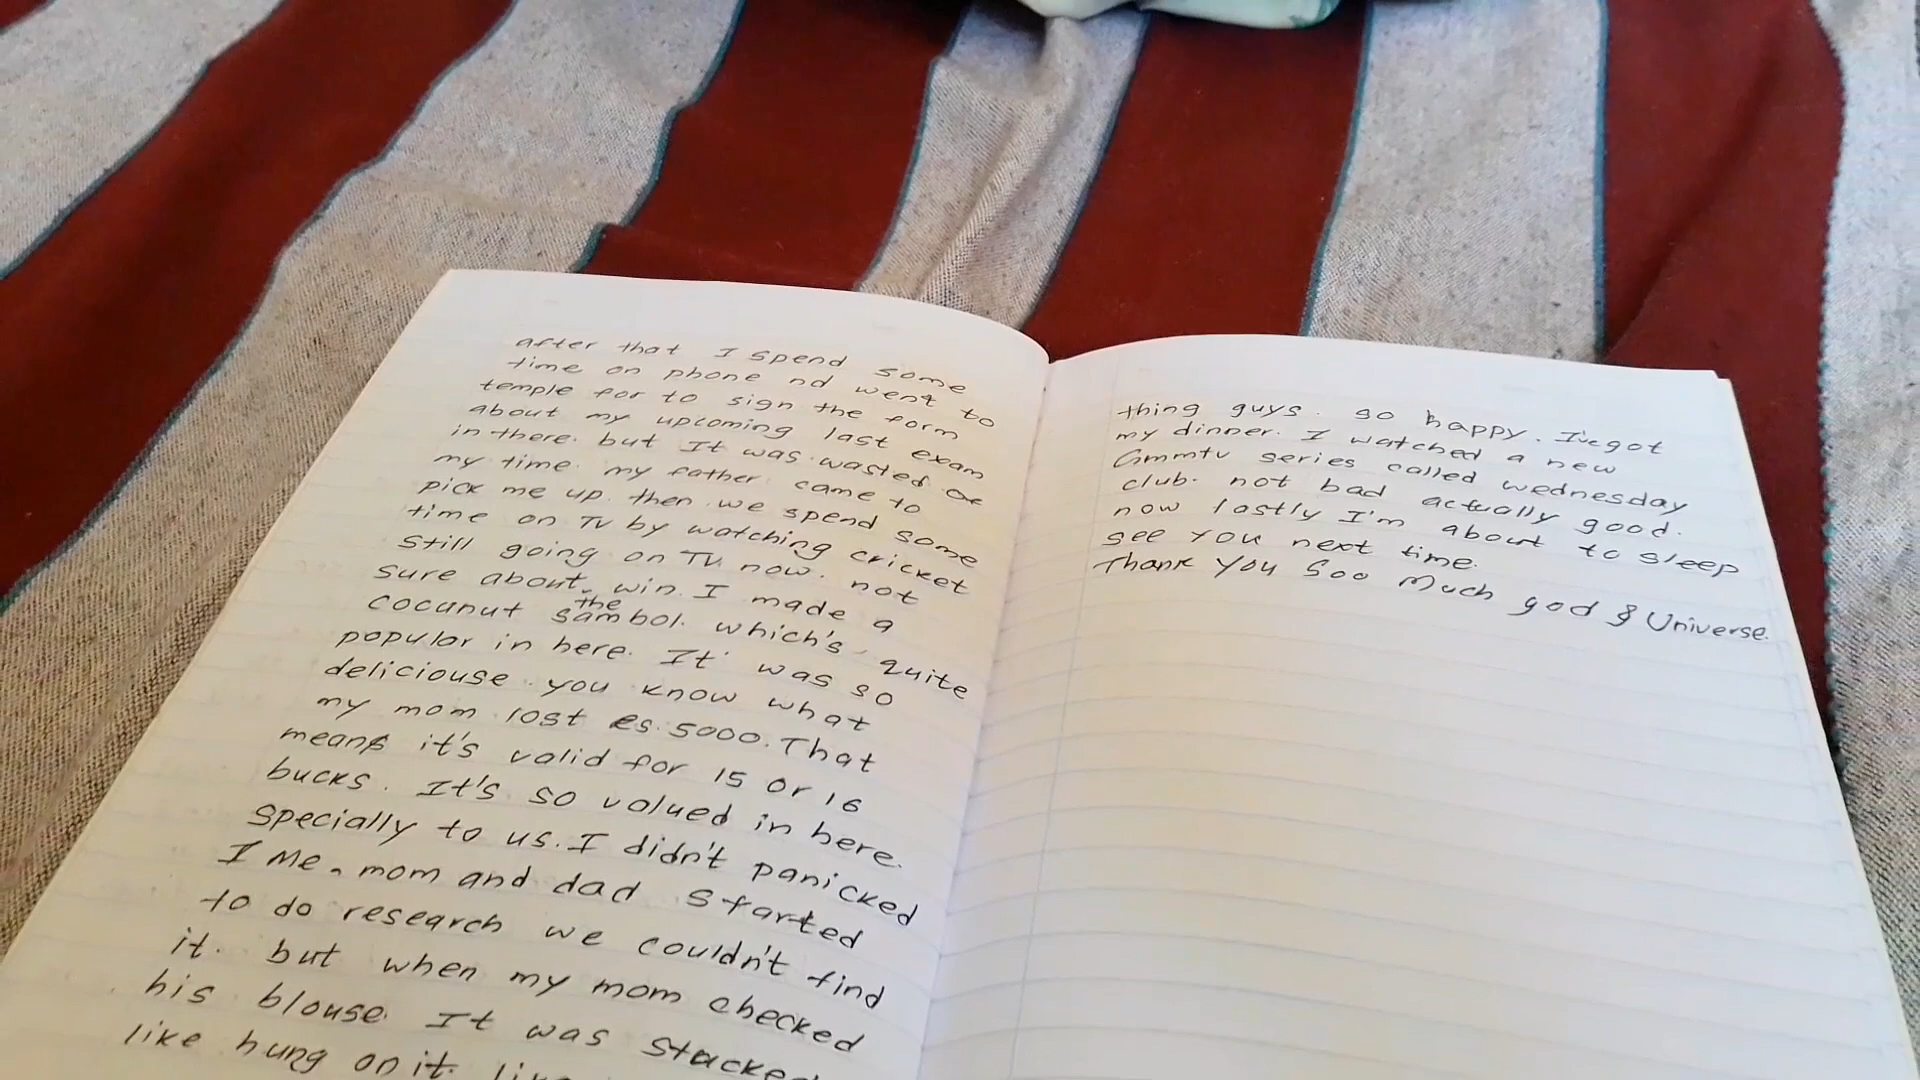 after that I spend some
time on phone nd went to
temple for to sign the form
about my upcoming last exam
in there. but It was wasted of
my time. my father came to
pick me up. then we spend some
time on TV by watching cricket
still going on TV now. not
sure about the win. I made a
cocunut sambol. which's quite
popular in here. It was so
deliciouse. you know what
my mom lost Rs. 5000. That
means it's valid for 15 or 16
bucks. It's so valued in here.
specially to us. I didn't panicked
I Me, mom and dad started
to do research we couldn't find
it. but when my mom checked
his blouse. It was stacked
like hung on it.
thing guys. so happy. I've got
my dinner. I watched a new
Gmmtv series called wednesday
club. not bad actually good.
now lastly I'm about to sleep
see you next time.
Thank you Soo Much god & Universe.